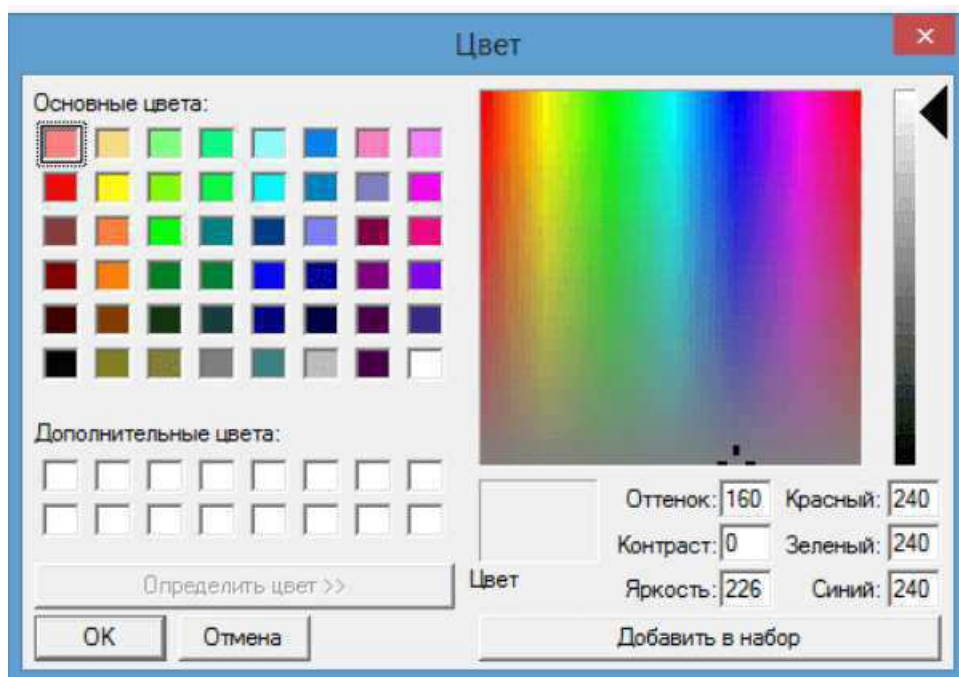 Цвет
Основные цвета:
Дополнительные цвета:
Определить цвет >>
OK
Отмена
Цвет
Оттенок: 160
Контраст: 0
Яркость: 226
Красный: 240
Зеленый: 240
Синий: 240
Добавить в набор